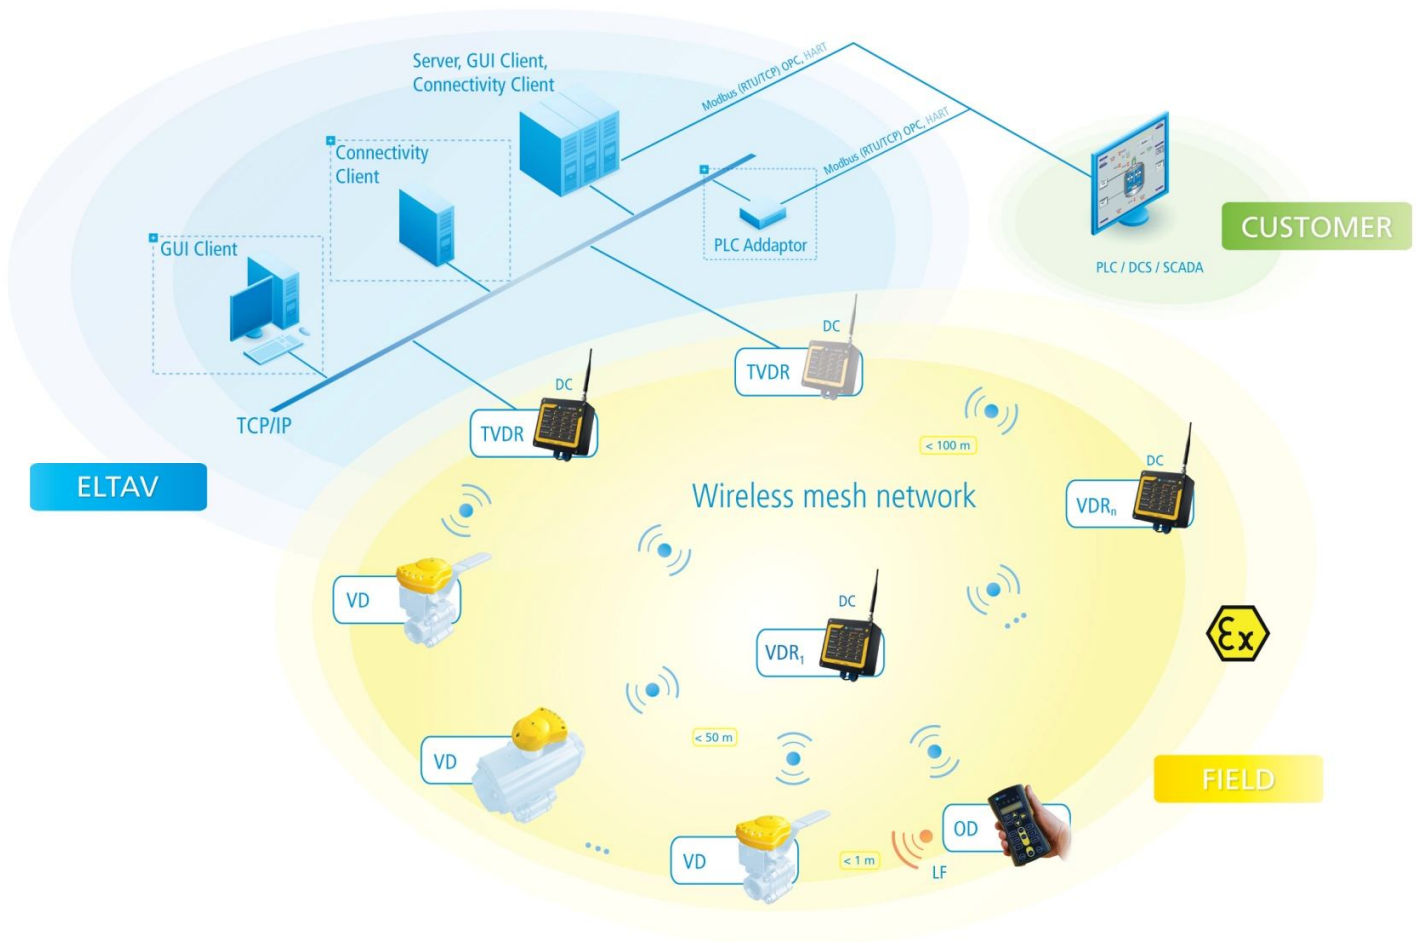 Server, GUI Client,
Connectivity Client
Modbus (RTU/TCP) OPC, HART
Modbus (RTU/TCP) OPC, HART
Connectivity
Client
GUI Client
PLC Addaptor
CUSTOMER
PLC / DCS / SCADA
TCP/IP
DC
TVDR
DC
TVDR
< 100 m
ELTAV
Wireless mesh network
DC
VDRn
VD
DC
VDR1
Ex
VD
< 50 m
FIELD
VD
< 1 m
LF
OD